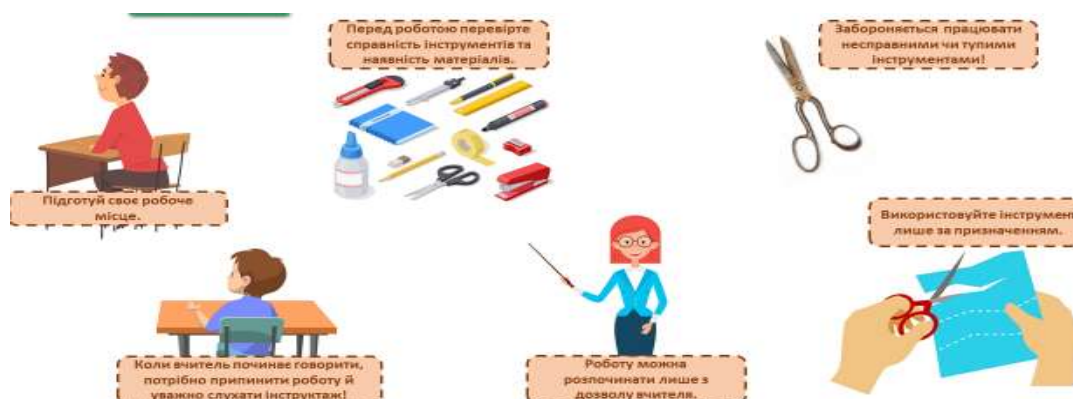 Перед роботою перевірте
справність інструментів та
наявність матеріалів.
Забороняється працювати
несправними чи тупими
інструментами!
Підготуй своє робоче
місце.
Використовуйте інструмент
лише за призначенням.
Коли вчитель починає говорити,
потрібно припинити роботу й
уважно слухати інструктаж!
Роботу можна
розпочинати лише з
дозволу вчителя.